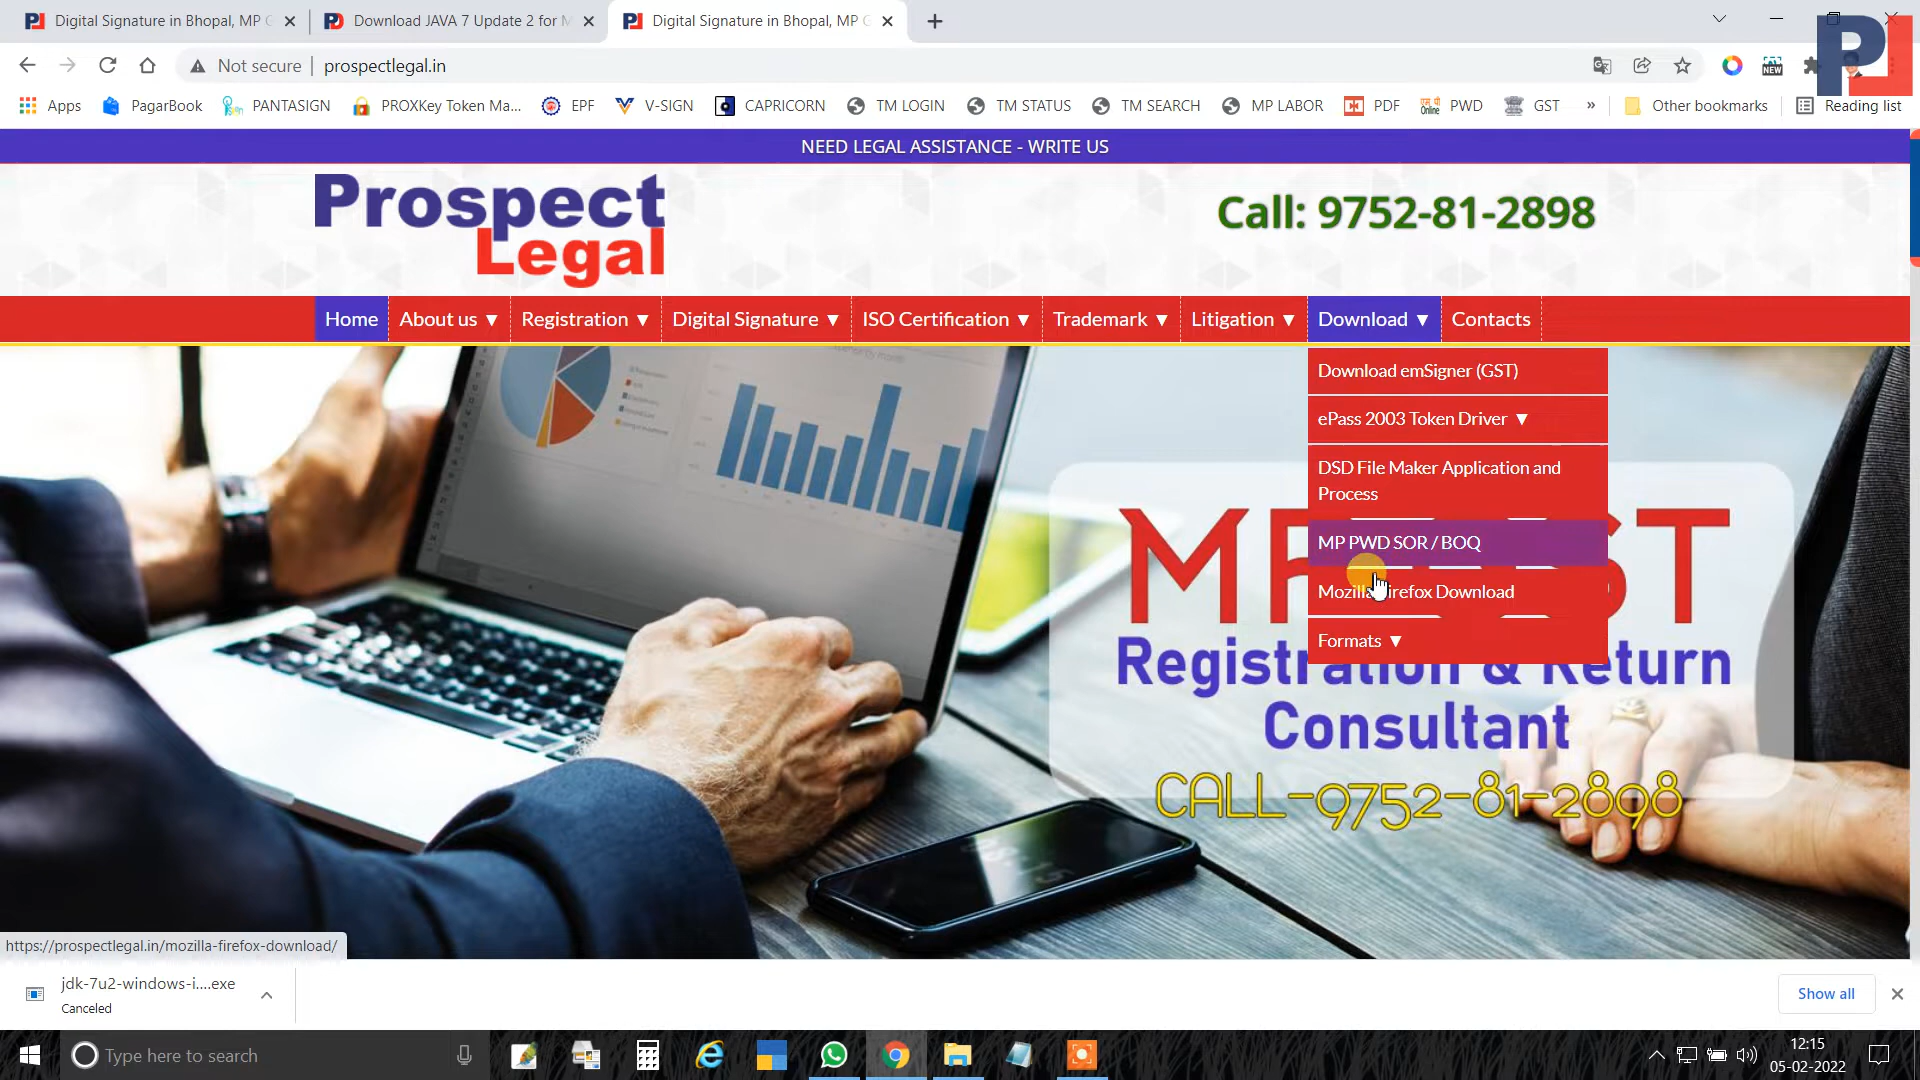 Digital Signature in Bhopal, MP G
Download JAVA 7 Update 2 for M
Digital Signature in Bhopal, MP G
Not secure
prospectlegal.in
NEW
Apps
PagarBook
PANTASIGN
PROXKey Token Ma...
EPF
V-SIGN
CAPRICORN
TM LOGIN
TM STATUS
TM SEARCH
MP LABOR
PDF
PWD
GST
»
Other bookmarks
Reading list
NEED LEGAL ASSISTANCE - WRITE US
Prospect
Legal
Call: 9752-81-2898
Home
About us ▼
Registration ▼
Digital Signature ▼
ISO Certification ▼
Trademark ▼
Litigation ▼
Download ▼
Contacts
Download emSigner (GST)
ePass 2003 Token Driver ▼
DSD File Maker Application and
Process
MP PWD SOR / BOQ
Mozilla Firefox Download
Formats ▼
Registration & Return
Consultant
CALL-9752-81-2898
https://prospectlegal.in/mozilla-firefox-download/
jdk-7u2-windows-i....exe
Canceled
Show all
Type here to search
12:15
05-02-2022